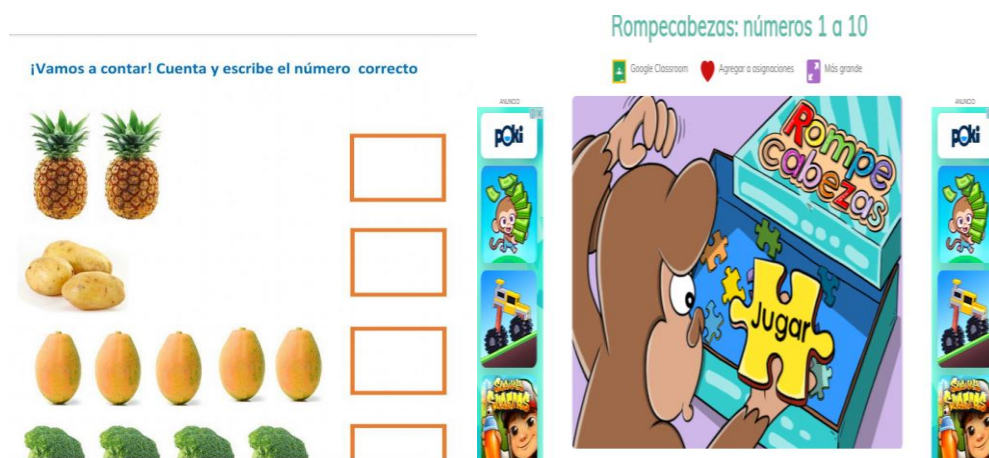 ¡Vamos a contar! Cuenta y escribe el número correcto
Rompecabezas: números 1 a 10
Google Classroom
Agregar a asignaciones
Más grande
ANUNCIO
poki
Rompe
cabezas
Jugar
ANUNCIO
poki